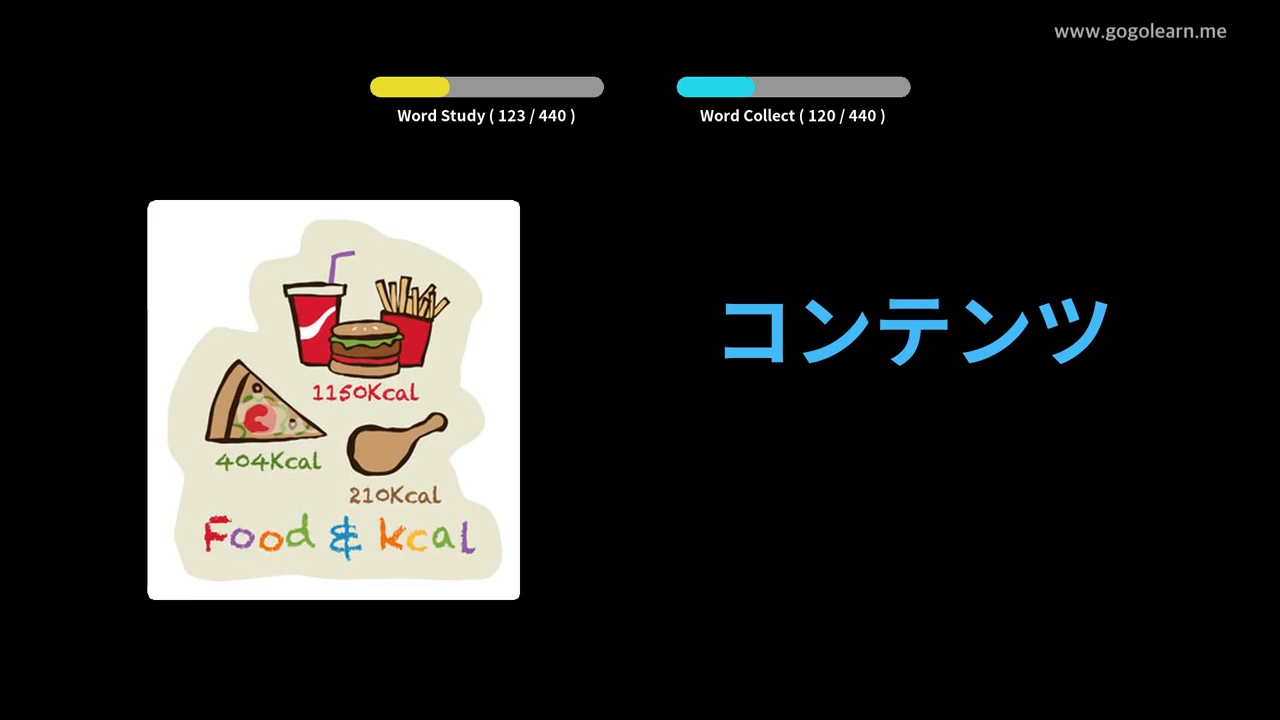 www.gogolearn.me
Word Study ( 123 / 440 )
Word Collect ( 120 / 440 )
1150Kcal
404Kcal
210Kcal
Food & kcal
コンテンツ